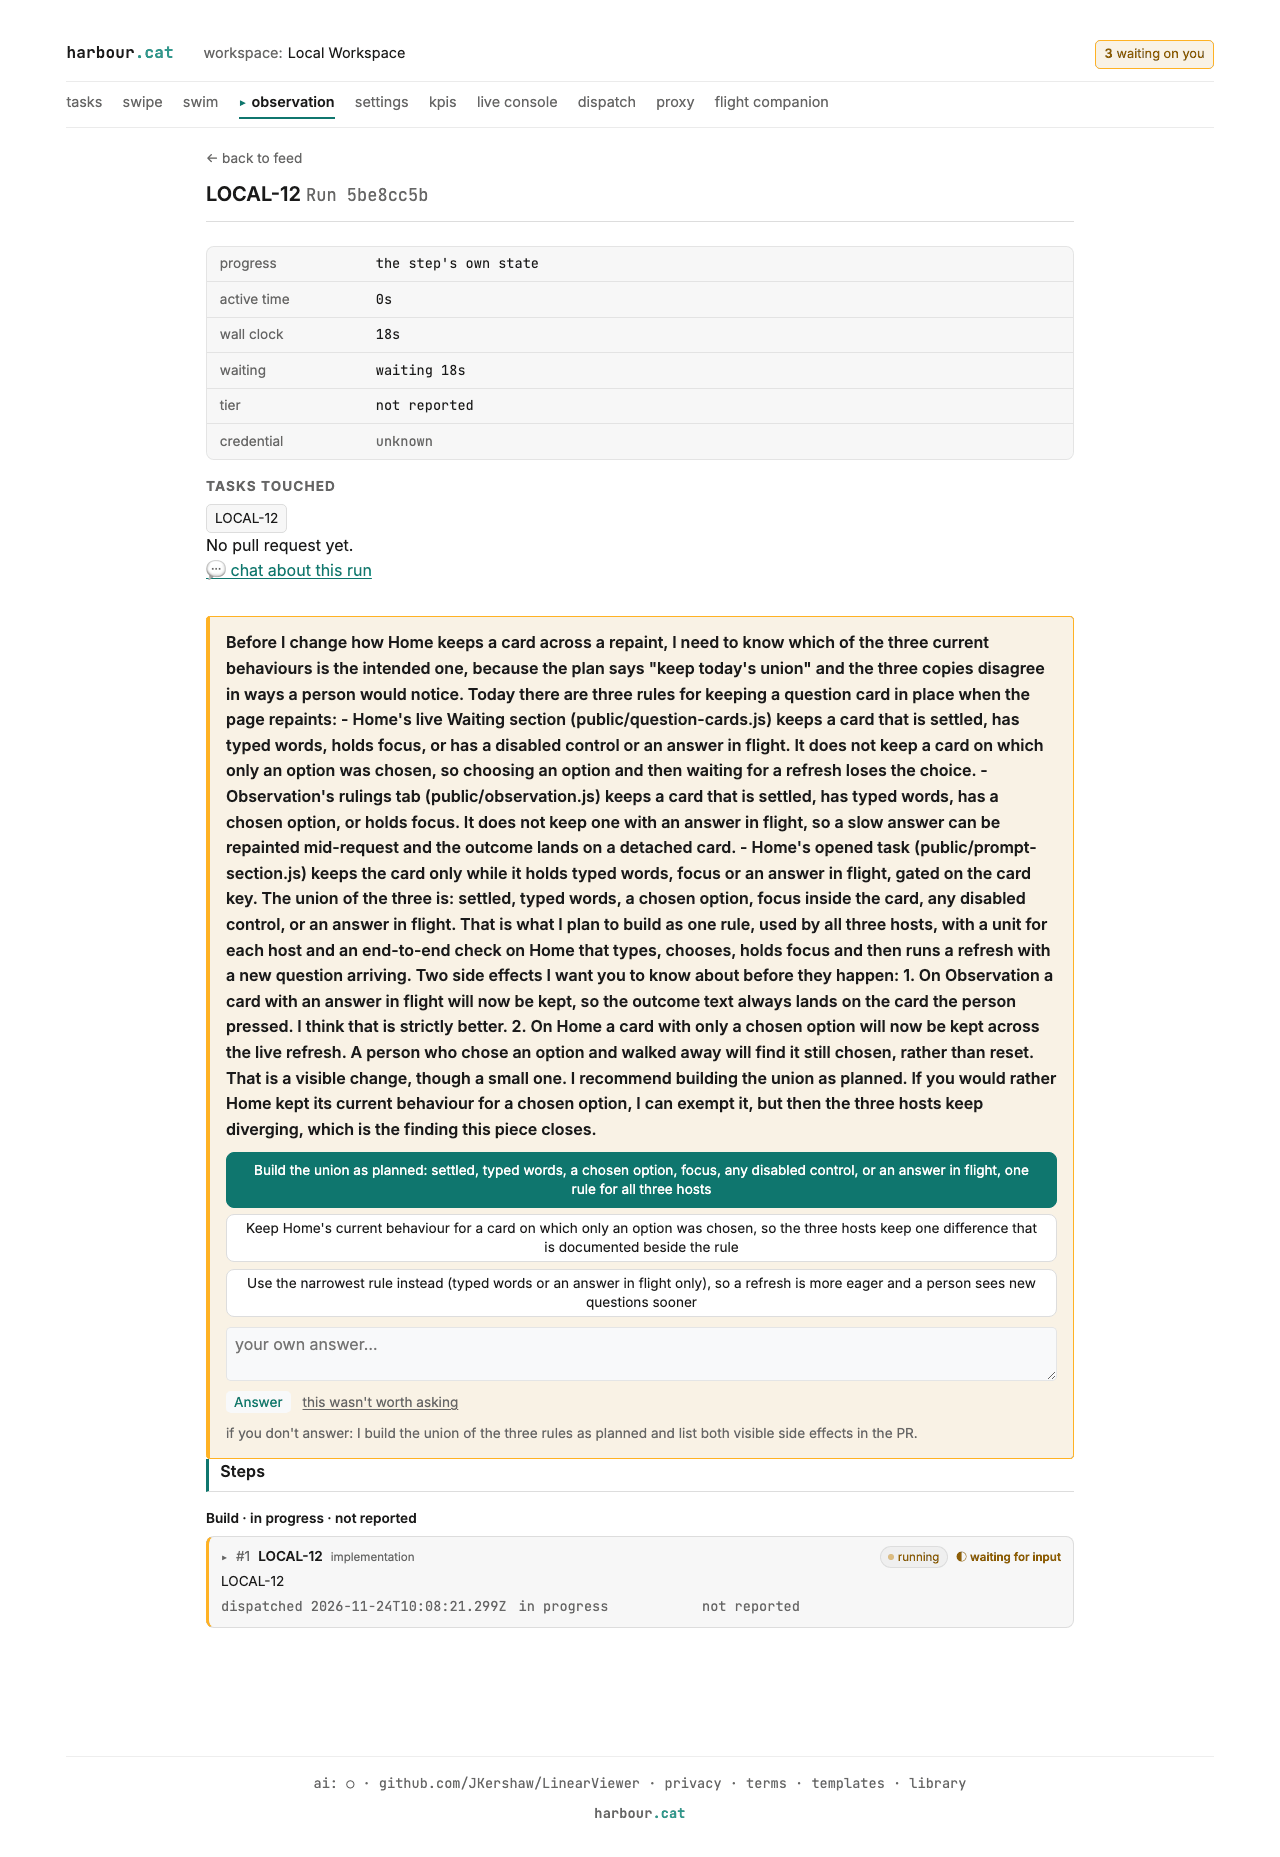 harbour.cat workspace: Local Workspace 3 waiting on you
tasks swipe swim ▸ observation settings kpis live console dispatch proxy flight companion
← back to feed
LOCAL-12 Run 5be8cc5b
progress the step's own state
active time 0s
wall clock 18s
waiting waiting 18s
tier not reported
credential unknown
TASKS TOUCHED
LOCAL-12
No pull request yet.
💬 chat about this run
Before I change how Home keeps a card across a repaint, I need to know which of the three current
behaviours is the intended one, because the plan says "keep today's union" and the three copies disagree
in ways a person would notice. Today there are three rules for keeping a question card in place when the
page repaints: - Home's live Waiting section (public/question-cards.js) keeps a card that is settled, has
typed words, holds focus, or has a disabled control or an answer in flight. It does not keep a card on which
only an option was chosen, so choosing an option and then waiting for a refresh loses the choice. -
Observation's rulings tab (public/observation.js) keeps a card that is settled, has typed words, has a
chosen option, or holds focus. It does not keep one with an answer in flight, so a slow answer can be
repainted mid-request and the outcome lands on a detached card. - Home's opened task (public/prompt-
section.js) keeps the card only while it holds typed words, focus or an answer in flight, gated on the card
key. The union of the three is: settled, typed words, a chosen option, focus inside the card, any disabled
control, or an answer in flight. That is what I plan to build as one rule, used by all three hosts, with a unit for
each host and an end-to-end check on Home that types, chooses, holds focus and then runs a refresh with
a new question arriving. Two side effects I want you to know about before they happen: 1. On Observation a
card with an answer in flight will now be kept, so the outcome text always lands on the card the person
pressed. I think that is strictly better. 2. On Home a card with only a chosen option will now be kept across
the live refresh. A person who chose an option and walked away will find it still chosen, rather than reset.
That is a visible change, though a small one. I recommend building the union as planned. If you would rather
Home kept its current behaviour for a chosen option, I can exempt it, but then the three hosts keep
diverging, which is the finding this piece closes.
Build the union as planned: settled, typed words, a chosen option, focus, any disabled control, or an answer in flight, one
rule for all three hosts
Keep Home's current behaviour for a card on which only an option was chosen, so the three hosts keep one difference that
is documented beside the rule
Use the narrowest rule instead (typed words or an answer in flight only), so a refresh is more eager and a person sees new
questions sooner
your own answer...
Answer this wasn't worth asking
if you don't answer: I build the union of the three rules as planned and list both visible side effects in the PR.
Steps
Build · in progress · not reported
▸ #1 LOCAL-12 implementation running ◐ waiting for input
LOCAL-12
dispatched 2026-11-24T10:08:21.299Z in progress not reported
ai: ○ · github.com/JKershaw/LinearViewer · privacy · terms · templates · library
harbour.cat